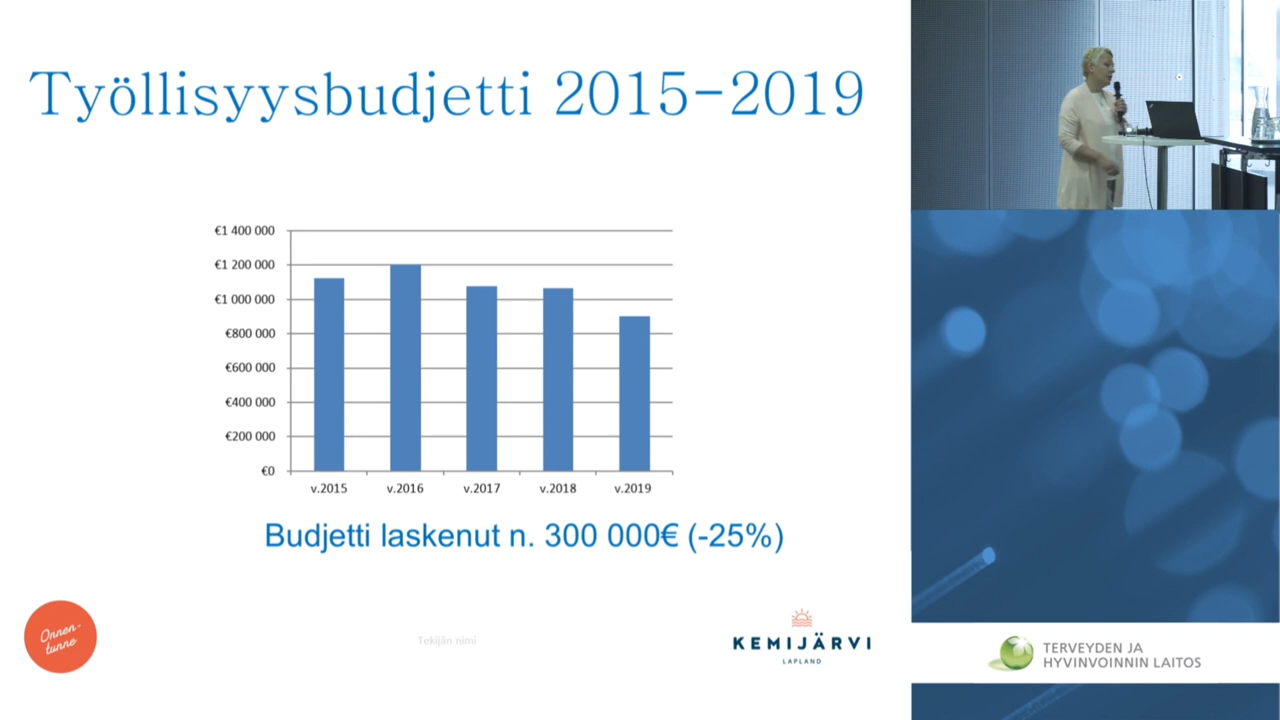 Työllisyysbudjetti 2015–2019
€1 400 000
€1 200 000
€1 000 000
€800 000
€600 000
€400 000
€200 000
€0
v.2015
v.2016
v.2017
v.2018
v.2019
Budjetti laskenut n. 300 000€ (-25%)
Onnen-
tunne
Tekijän nimi
KEMIJÄRVI
LAPLAND
TERVEYDEN JA
HYVINVOINNIN LAITOS